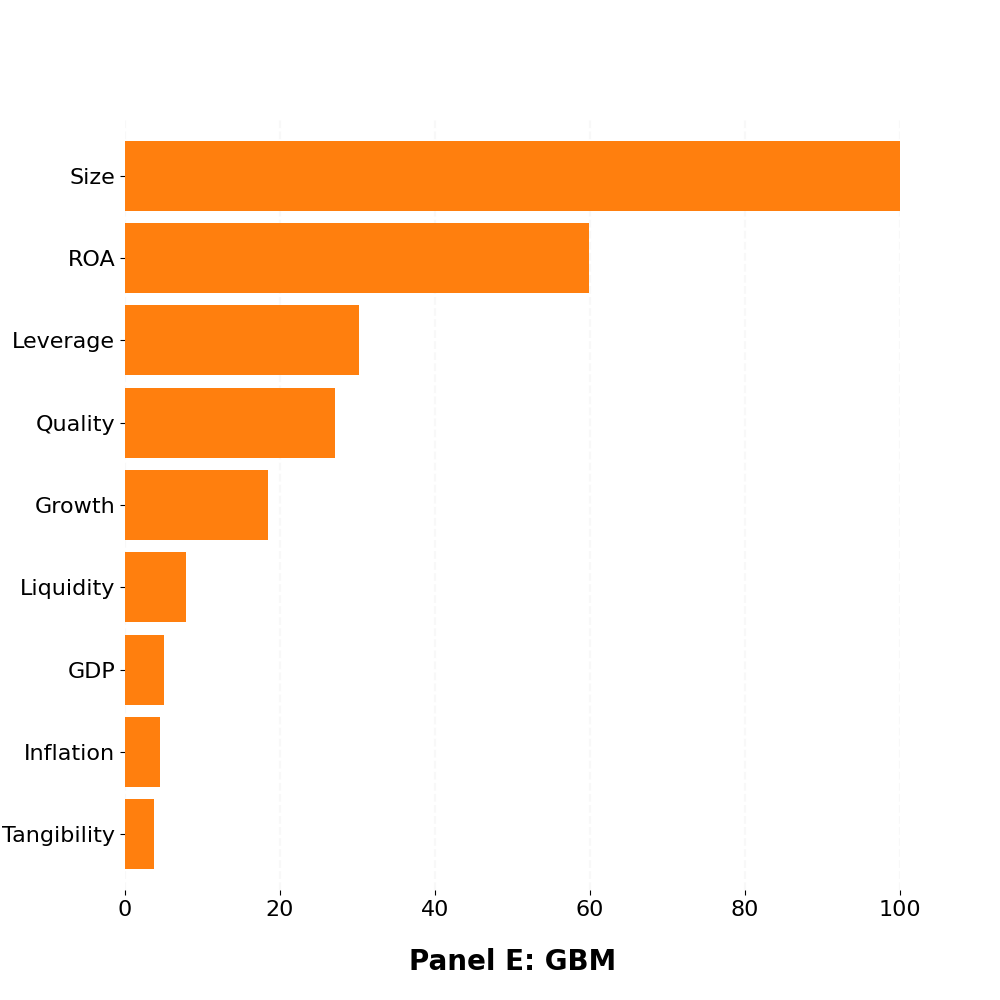 Size
ROA
Leverage
Quality
Growth
Liquidity
GDP
Inflation
Tangibility
0 20 40 60 80 100
Panel E: GBM